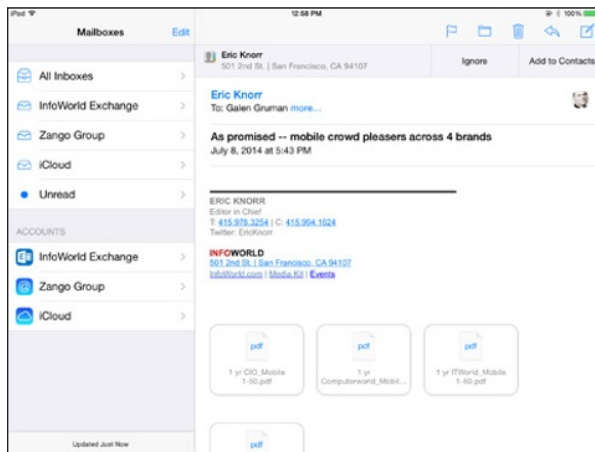 iPad 12:58 PM 100%
Mailboxes Edit
All Inboxes
InfoWorld Exchange
Zango Group
iCloud
Unread
ACCOUNTS
InfoWorld Exchange
Zango Group
iCloud
Updated Just Now
Eric Knorr
501 2nd St. | San Francisco, CA 94107
Ignore
Add to Contacts
Eric Knorr
To: Galen Gruman more...
As promised -- mobile crowd pleasers across 4 brands
July 8, 2014 at 5:43 PM
ERIC KNORR
Editor in Chief
T: 415.978.3254 | C: 415.994.1624
Twitter: EricKnorr
INFOWORLD
501 2nd St. | San Francisco, CA 94107
InfoWorld.com | Media Kit | Events
pdf
1 yr CIO_Mobile
1-50.pdf
pdf
1 yr
Computerworld_Mobil...
pdf
1 yr ITWorld_Mobile
1-50.pdf
pdf